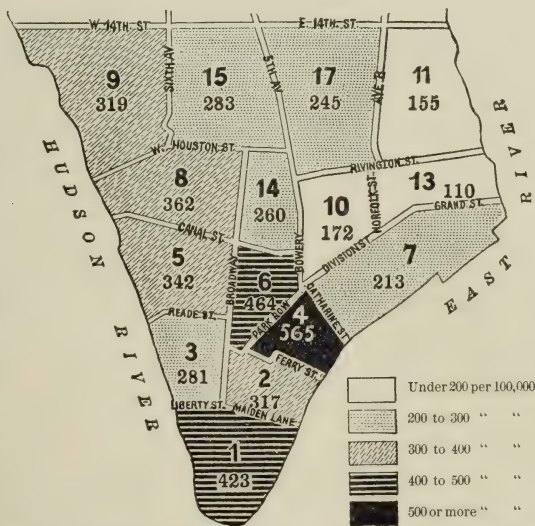 W. 14TH ST.
E. 14TH ST.
9
319
SIXTH AV
15
283
5TH AV
17
245
AVE B
11
155
HUDSON
RIVER
EAST
RIVER
W. HOUSTON ST.
8
362
14
260
RIVINGTON ST.
NORFOLK ST.
10
172
13
110
GRAND ST.
CANAL ST.
DIVISION ST.
7
213
5
342
BROADWAY
BOWERY
6
464
PARK ROW
CATHARINE ST
4
565
READE ST.
3
281
FERRY ST.
2
317
LIBERTY ST.
MAIDEN LANE
1
423
Under 200 per 100,000
200 to 300 “ “
300 to 400 “ “
400 to 500 “ “
500 or more “ “